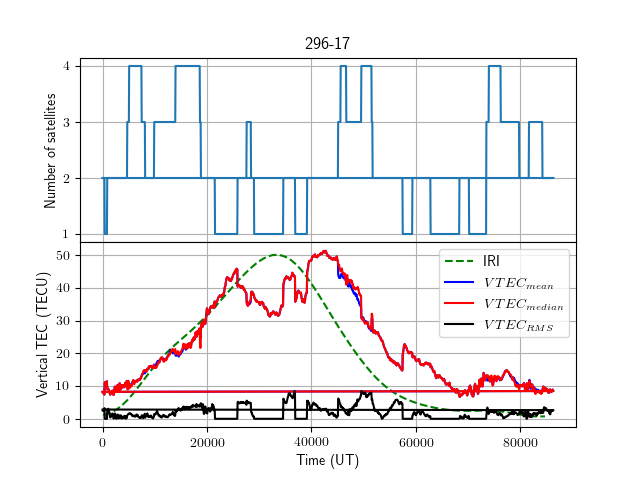 296-17
Number of satellites
4
3
2
1
Vertical TEC (TECU)
50
40
30
20
10
0
IRI
VTEC_mean
VTEC_median
VTEC_RMS
0 20000 40000 60000 80000
Time (UT)